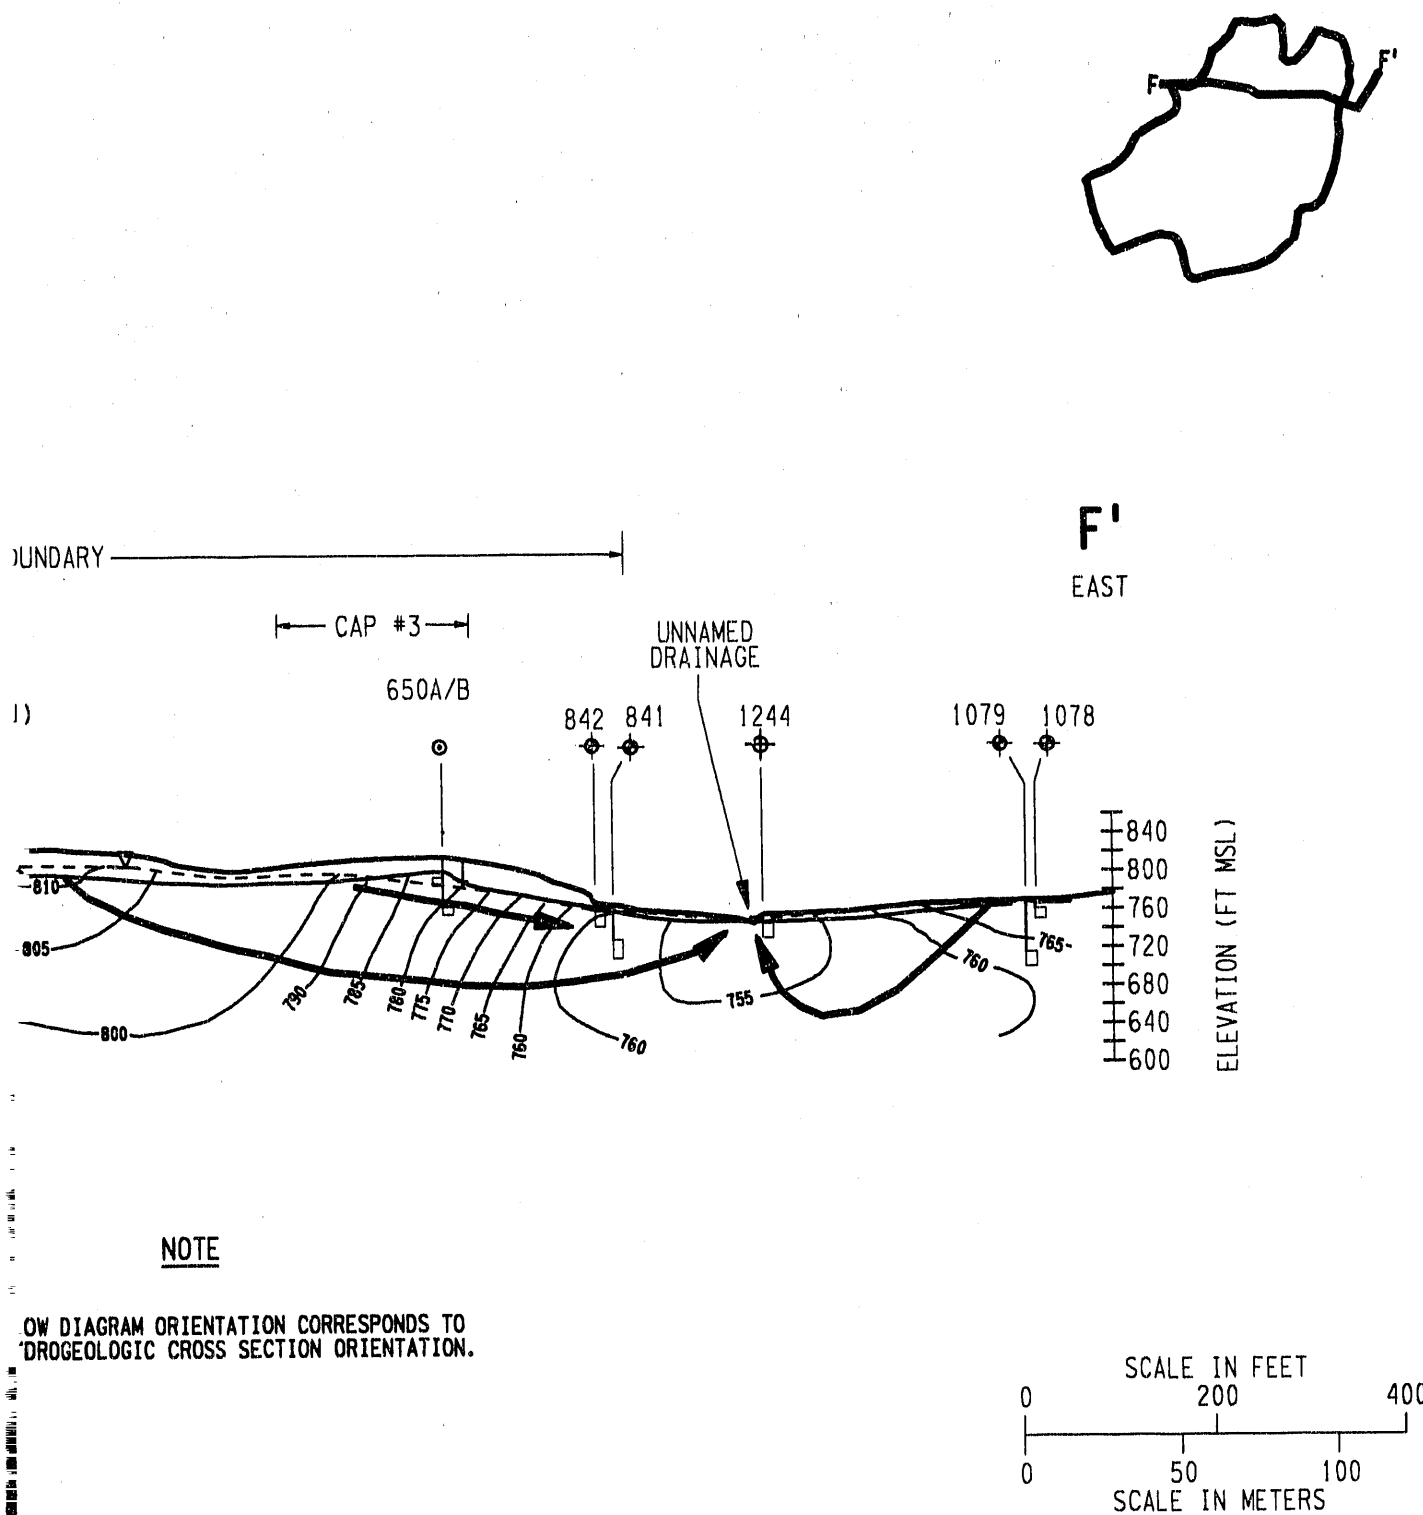 F F'
F'
EAST
OUNDARY
CAP #3
UNNAMED
DRAINAGE
650A/B
842 841 1244 1079 1078
840
800
760
720
680
640
600
ELEVATION (FT MSL)
810
805
800
790
785
780
775
770
765
760
760
755
760
765
NOTE
OW DIAGRAM ORIENTATION CORRESPONDS TO
DROGEOLOGIC CROSS SECTION ORIENTATION.
SCALE IN FEET
0 200 400
0 50 100
SCALE IN METERS